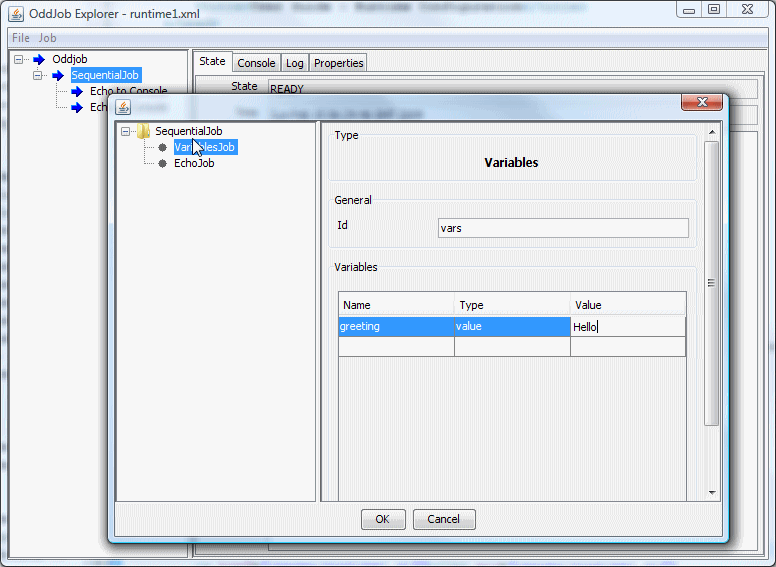 OddJob Explorer - runtime1.xml
File Job
Oddjob
SequentialJob
Echo to Console
State Console Log Properties
State READY
SequentialJob
VariablesJob
EchoJob
Type
Variables
General
Id vars
Variables
Name Type Value
greeting value Hello
OK Cancel